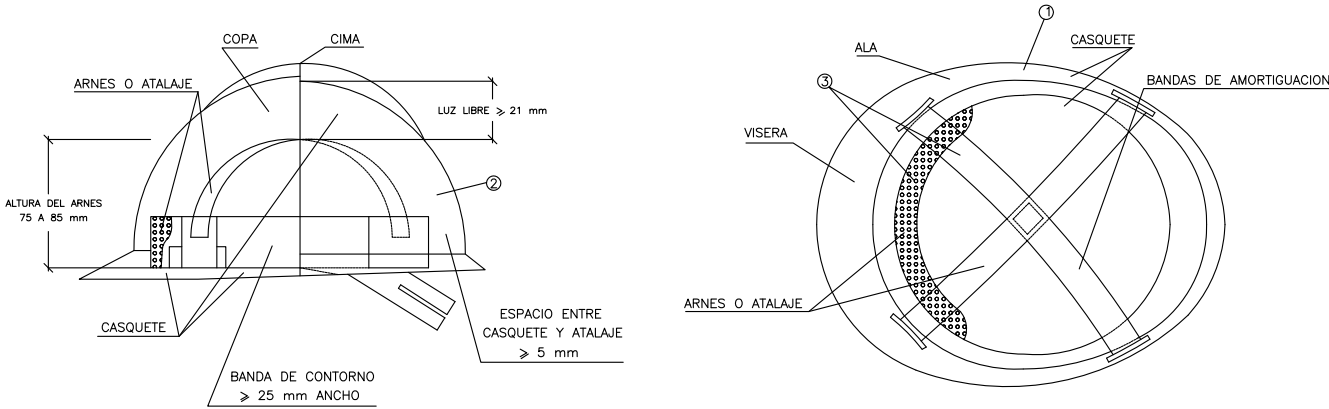 COPA
CIMA
ARNES O ATALAJE
LUZ LIBRE ⩾ 21 mm
②
ALTURA DEL ARNES
75 A 85 mm
CASQUETE
ESPACIO ENTRE
CASQUETE Y ATALAJE
⩾ 5 mm
BANDA DE CONTORNO
⩾ 25 mm ANCHO
①
ALA
CASQUETE
③
BANDAS DE AMORTIGUACION
VISERA
ARNES O ATALAJE